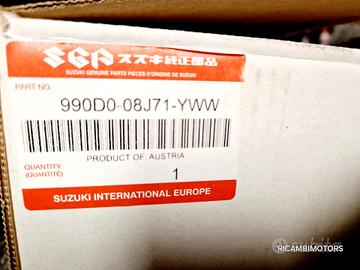 SGP スズキ純正部品
SUZUKI GENUINE PARTS PIECES D'ORIGINE DE SUZUKI
PART NO.
990D0-08J71-YWW
PRODUCT OF AUSTRIA
QUANTITY
(QUANTITÉ)
1
SUZUKI INTERNATIONAL EUROPE
RICAMBIMOTORS